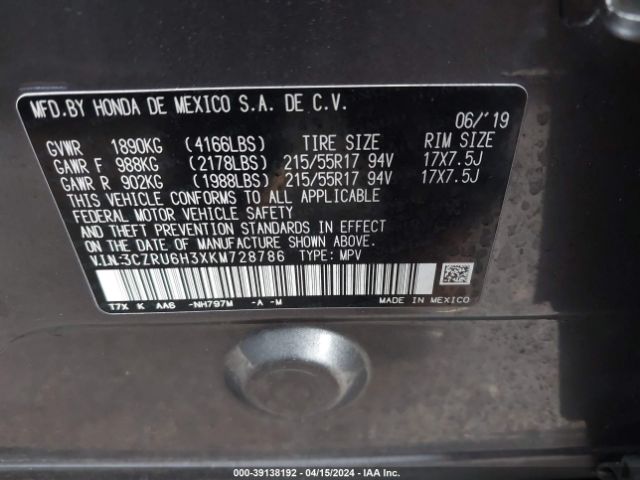 MFD.BY HONDA DE MEXICO S.A. DE C.V.
06/'19
GVWR 1890KG (4166LBS) TIRE SIZE RIM SIZE
GAWR F 988KG (2178LBS) 215/55R17 94V 17X7.5J
GAWR R 902KG (1988LBS) 215/55R17 94V 17X7.5J
THIS VEHICLE CONFORMS TO ALL APPLICABLE
FEDERAL MOTOR VEHICLE SAFETY
AND THEFT PREVENTION STANDARDS IN EFFECT
ON THE DATE OF MANUFACTURE SHOWN ABOVE.
V.I.N:3CZRU6H3XKM728786 TYPE: MPV
T7X K AA6 -NH797M -A -M
MADE IN MEXICO
000-39138192 - 04/15/2024 - IAAI.com